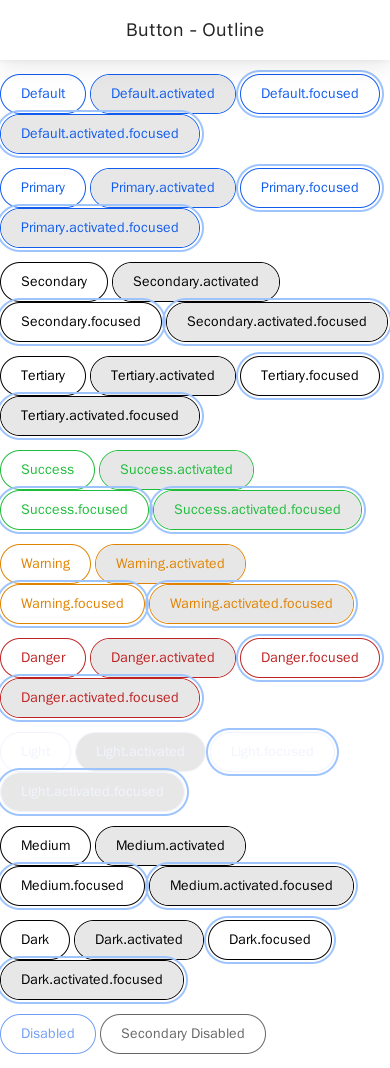 Button - Outline
Default Default.activated Default.focused
Default.activated.focused
Primary Primary.activated Primary.focused
Primary.activated.focused
Secondary Secondary.activated
Secondary.focused Secondary.activated.focused
Tertiary Tertiary.activated Tertiary.focused
Tertiary.activated.focused
Success Success.activated
Success.focused Success.activated.focused
Warning Warning.activated
Warning.focused Warning.activated.focused
Danger Danger.activated Danger.focused
Danger.activated.focused
Light Light.activated Light.focused
Light.activated.focused
Medium Medium.activated
Medium.focused Medium.activated.focused
Dark Dark.activated Dark.focused
Dark.activated.focused
Disabled Secondary Disabled